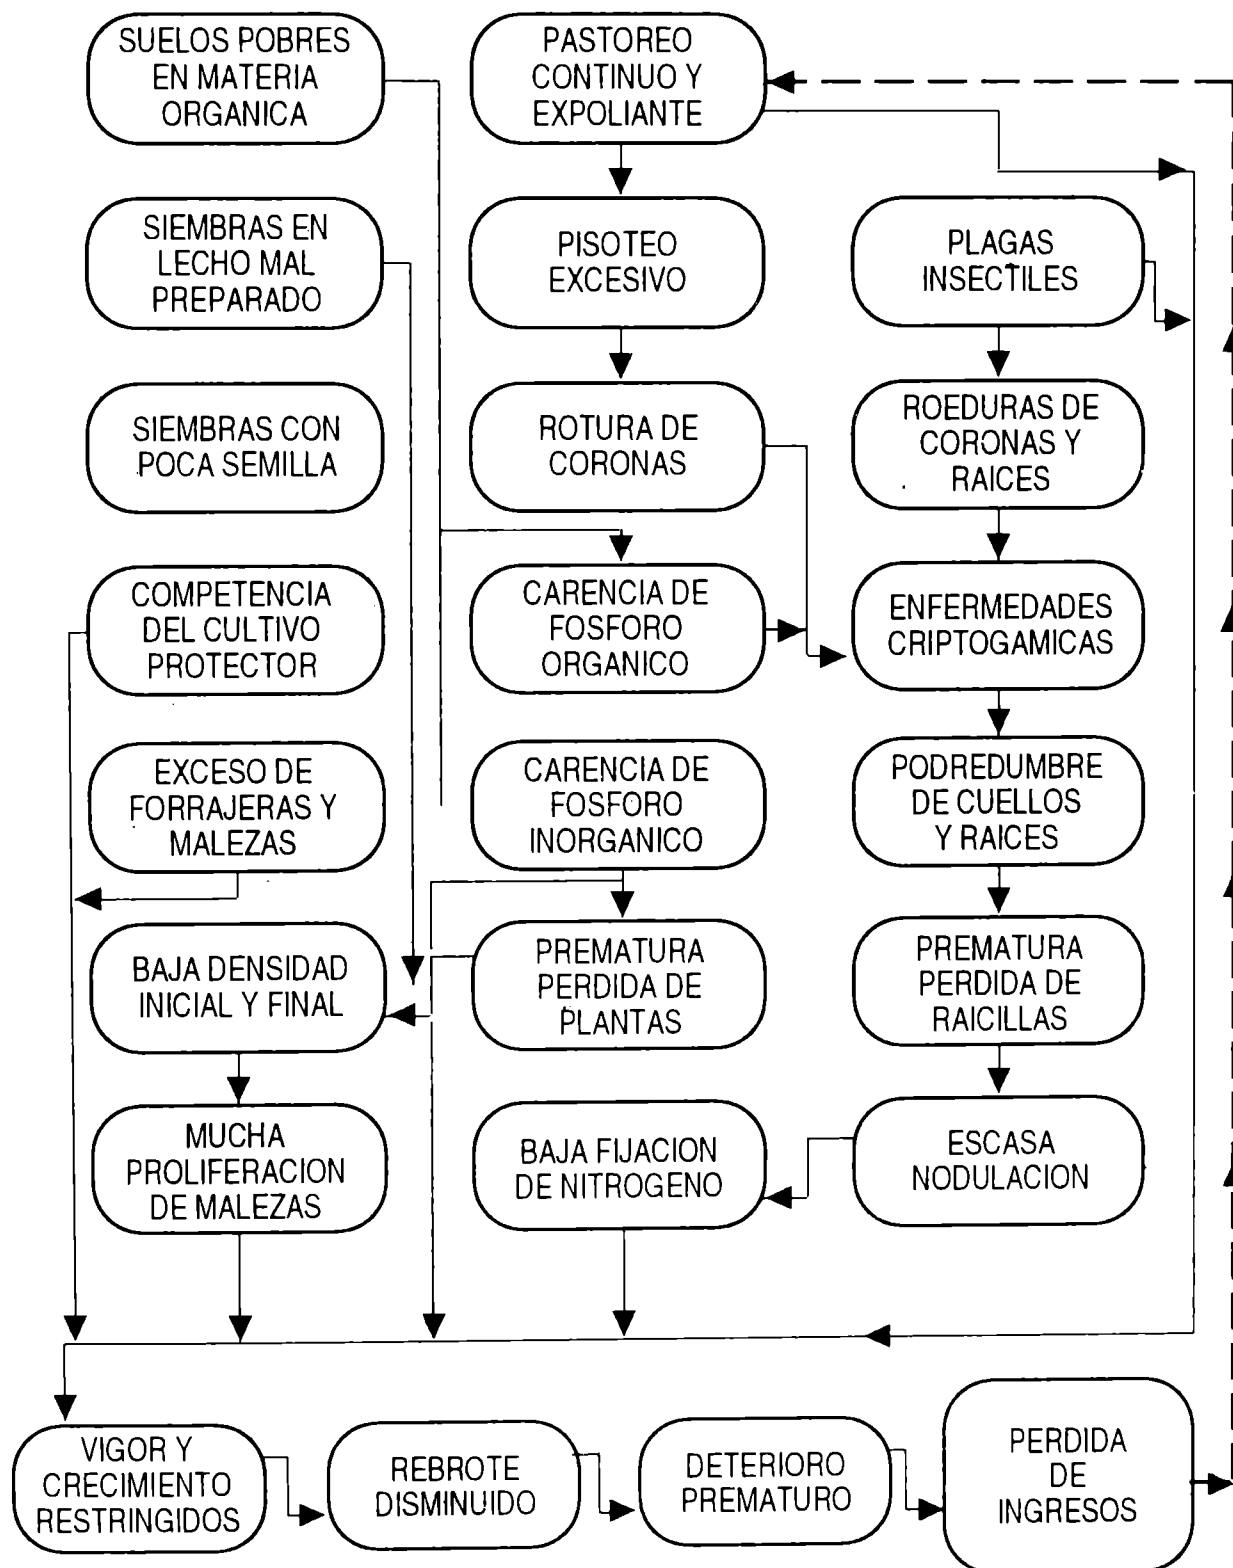 SUELOS POBRES
EN MATERIA
ORGANICA
PASTOREO
CONTINUO Y
EXPOLIANTE
SIEMBRAS EN
LECHO MAL
PREPARADO
PISOTEO
EXCESIVO
PLAGAS
INSECTILES
SIEMBRAS CON
POCA SEMILLA
ROTURA DE
CORONAS
ROEDURAS DE
CORONAS Y
RAICES
COMPETENCIA
DEL CULTIVO
PROTECTOR
CARENCIA DE
FOSFORO
ORGANICO
ENFERMEDADES
CRIPTOGAMICAS
EXCESO DE
FORRAJERAS Y
MALEZAS
CARENCIA DE
FOSFORO
INORGANICO
PODREDUMBRE
DE CUELLOS
Y RAICES
BAJA DENSIDAD
INICIAL Y FINAL
PREMATURA
PERDIDA DE
PLANTAS
PREMATURA
PERDIDA DE
RAICILLAS
MUCHA
PROLIFERACION
DE MALEZAS
BAJA FIJACION
DE NITROGENO
ESCASA
NODULACION
VIGOR Y
CRECIMIENTO
RESTRINGIDOS
REBROTE
DISMINUIDO
DETERIORO
PREMATURO
PERDIDA
DE
INGRESOS